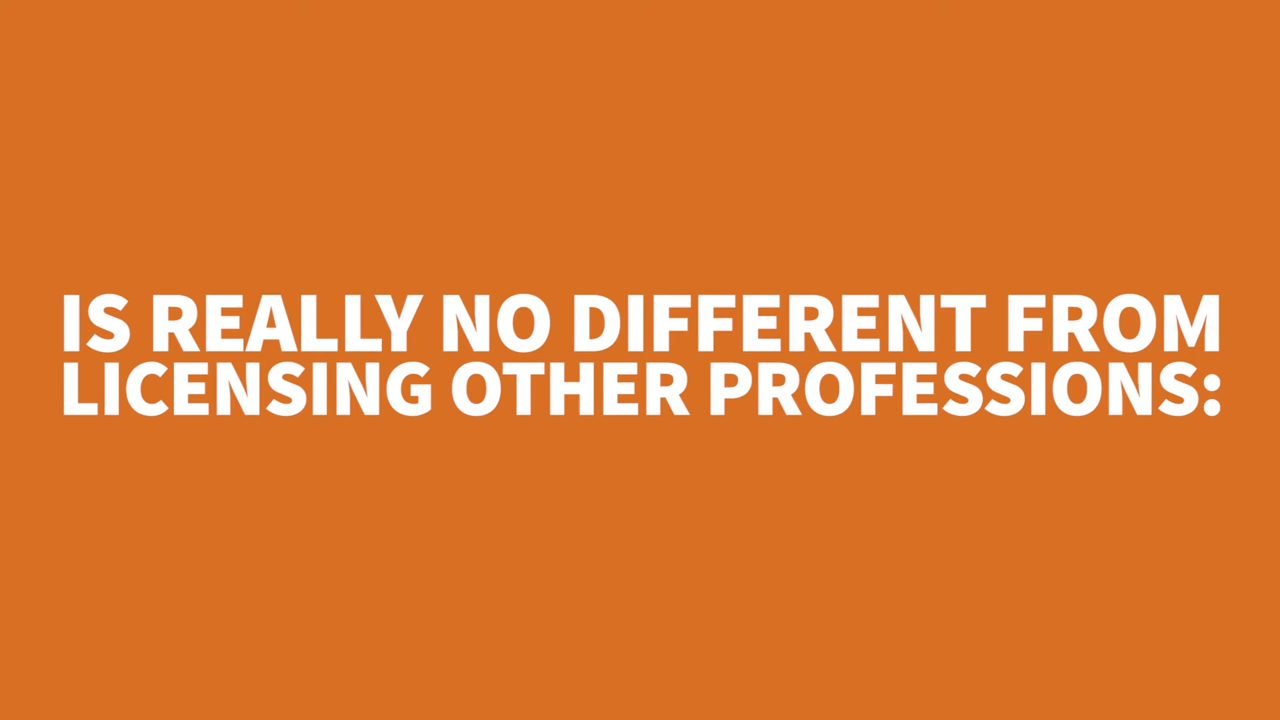 IS REALLY NO DIFFERENT FROM
LICENSING OTHER PROFESSIONS: